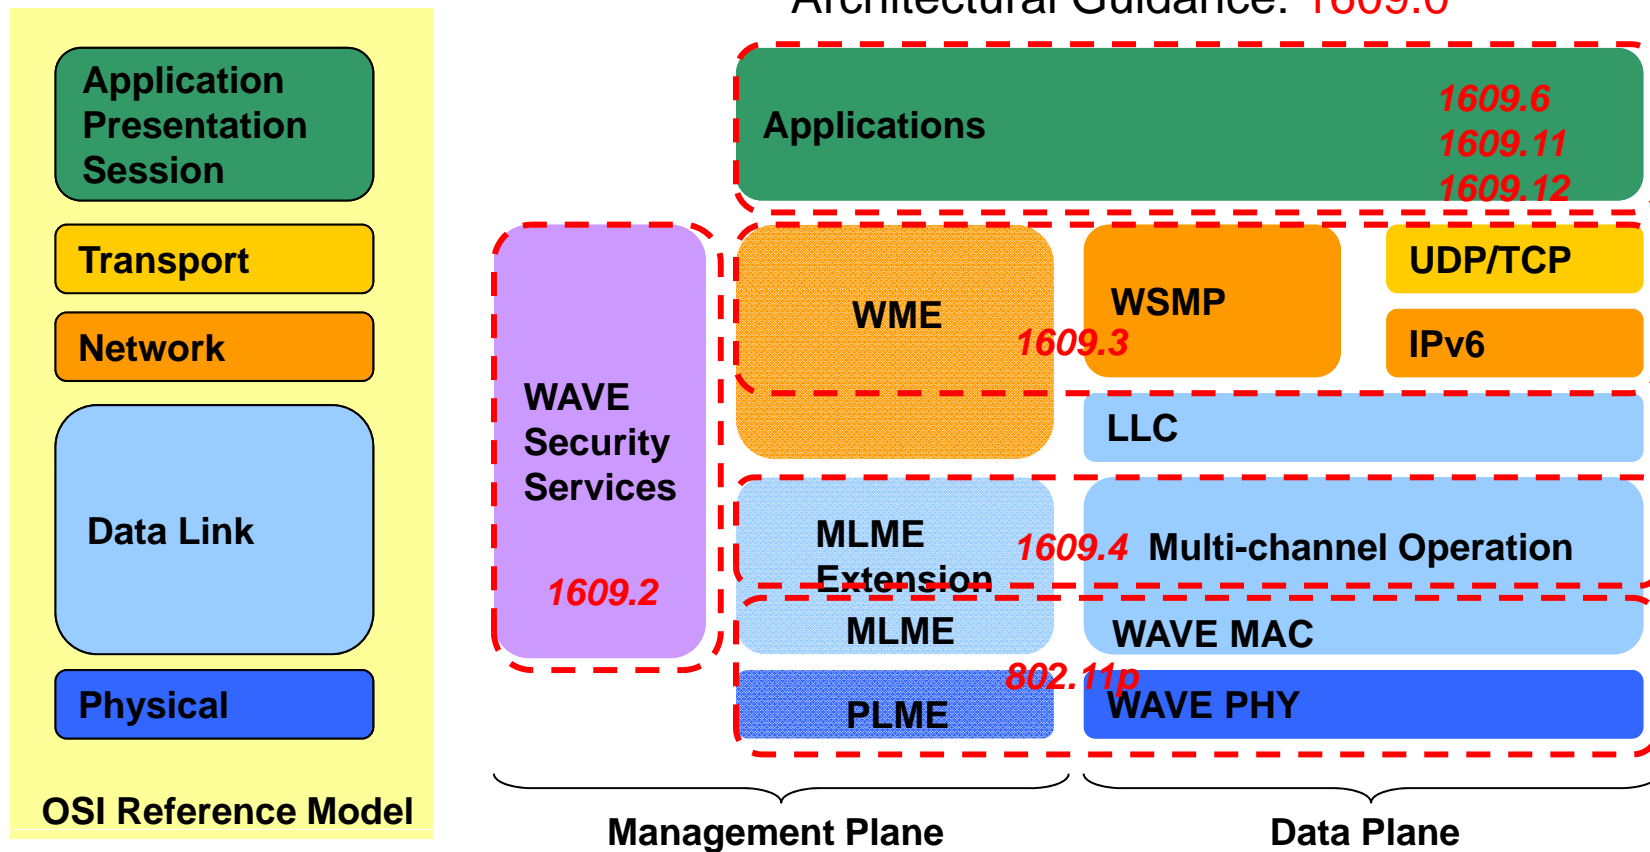 Architectural Guidance: 1609.0
Application
Presentation
Session
Transport
Network
Data Link
Physical
OSI Reference Model
Applications
1609.6
1609.11
1609.12
WAVE
Security
Services
1609.2
WME
1609.3
WSMP
UDP/TCP
IPv6
LLC
MLME
Extension
1609.4
Multi-channel Operation
MLME
WAVE MAC
802.11p
PLME
WAVE PHY
Management Plane
Data Plane